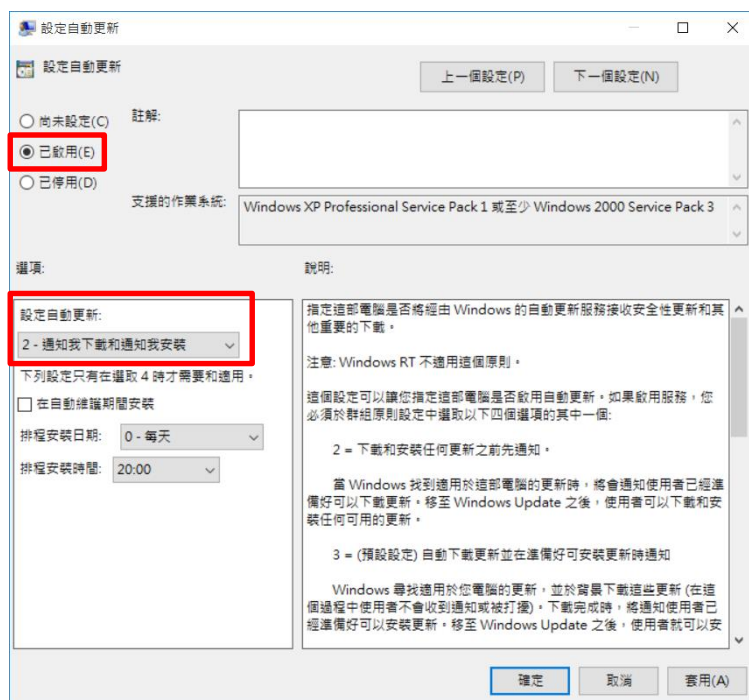 設定自動更新
設定自動更新
上一個設定(P)
下一個設定(N)
尚未設定(C)
註解:
已啟用(E)
已停用(D)
支援的作業系統:
Windows XP Professional Service Pack 1 或至少 Windows 2000 Service Pack 3
選項:
說明:
設定自動更新:
2 - 通知我下載和通知我安裝
下列設定只有在選取 4 時才需要和適用。
在自動維護期間安裝
排程安裝日期:
0 - 每天
排程安裝時間:
20:00
指定這部電腦是否將經由 Windows 的自動更新服務接收安全性更新和其
他重要的下載。
注意: Windows RT 不適用這個原則。
這個設定可以讓您指定這部電腦是否啟用自動更新。如果啟用服務，您
必須於群組原則設定中選取以下四個選項的其中一個:
2 = 下載和安裝任何更新之前先通知。
當 Windows 找到適用於這部電腦的更新時，將會通知使用者已經準
備好可以下載更新。移至 Windows Update 之後，使用者可以下載和安
裝任何可用的更新。
3 = (預設設定) 自動下載更新並在準備好可安裝更新時通知
Windows 尋找適用於您電腦的更新，並於背景下載這些更新 (在這
個過程中使用者不會收到通知或被打擾)。下載完成時，將通知使用者已
經準備好可以安裝更新。移至 Windows Update 之後，使用者就可以安
確定
取消
套用(A)